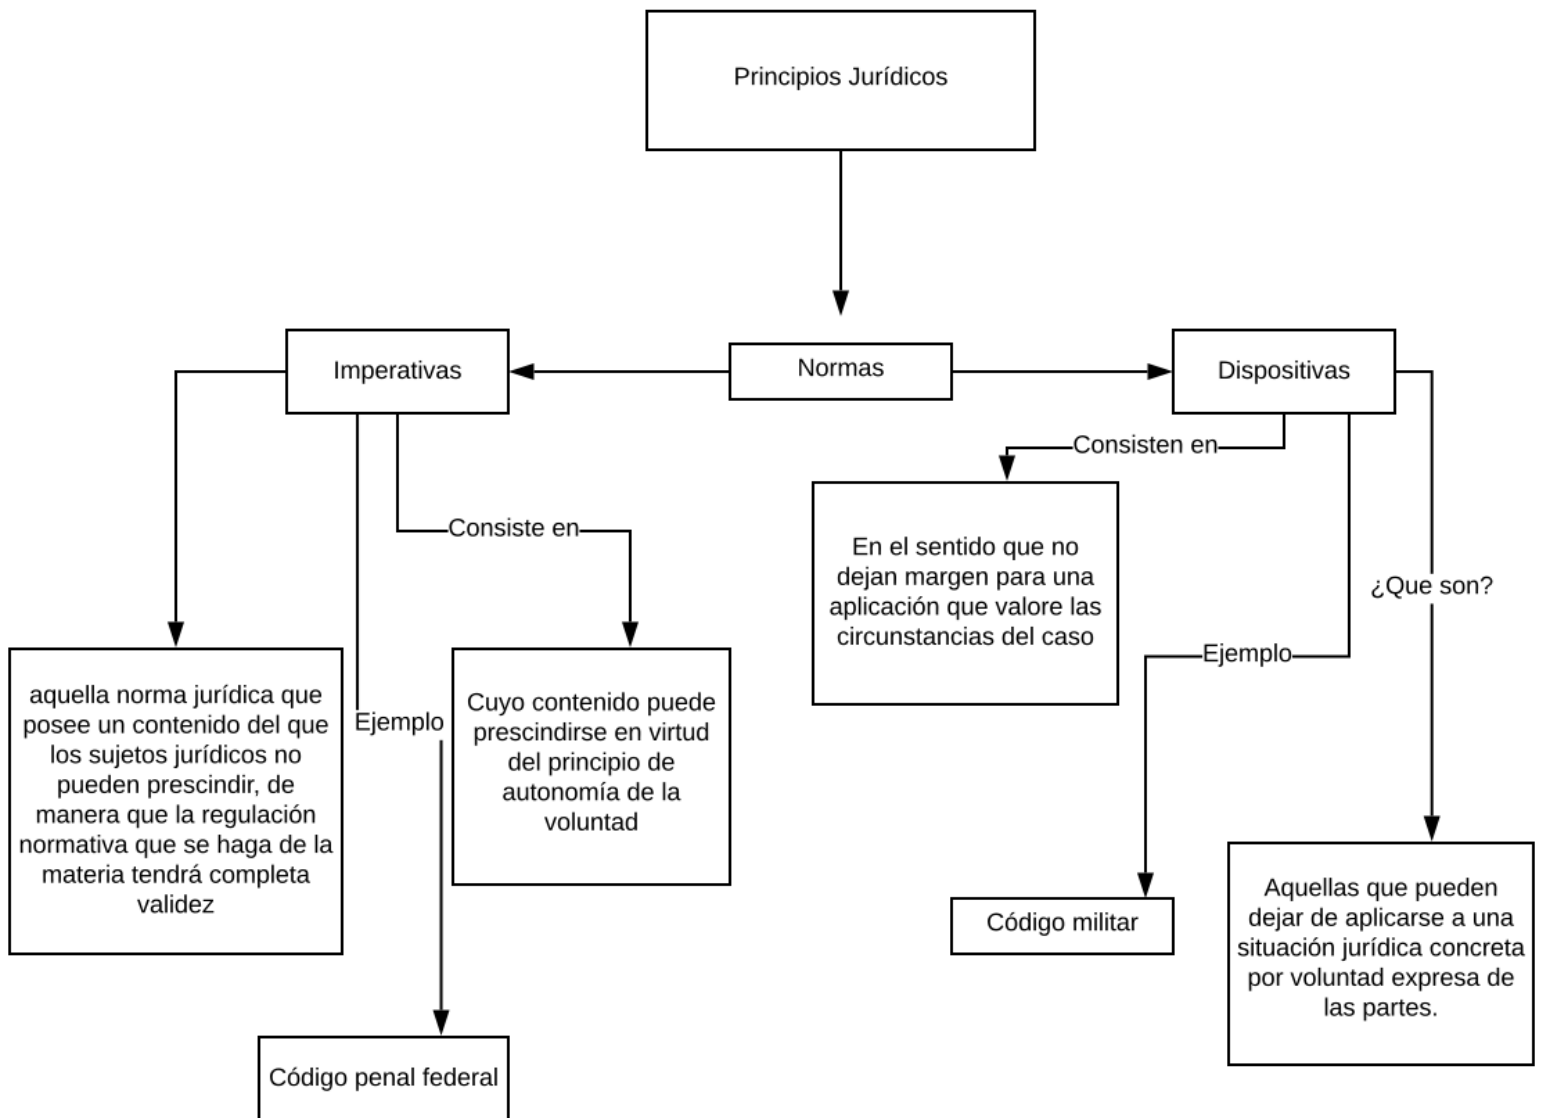 Principios Jurídicos
Imperativas
Normas
Dispositivas
Consisten en
Consiste en
En el sentido que no
dejan margen para una
aplicación que valore las
circunstancias del caso
¿Que son?
Ejemplo
aquella norma jurídica que
posee un contenido del que
los sujetos jurídicos no
pueden prescindir, de
manera que la regulación
normativa que se haga de la
materia tendrá completa
validez
Ejemplo
Cuyo contenido puede
prescindirse en virtud
del principio de
autonomía de la
voluntad
Código militar
Aquellas que pueden
dejar de aplicarse a una
situación jurídica concreta
por voluntad expresa de
las partes.
Código penal federal